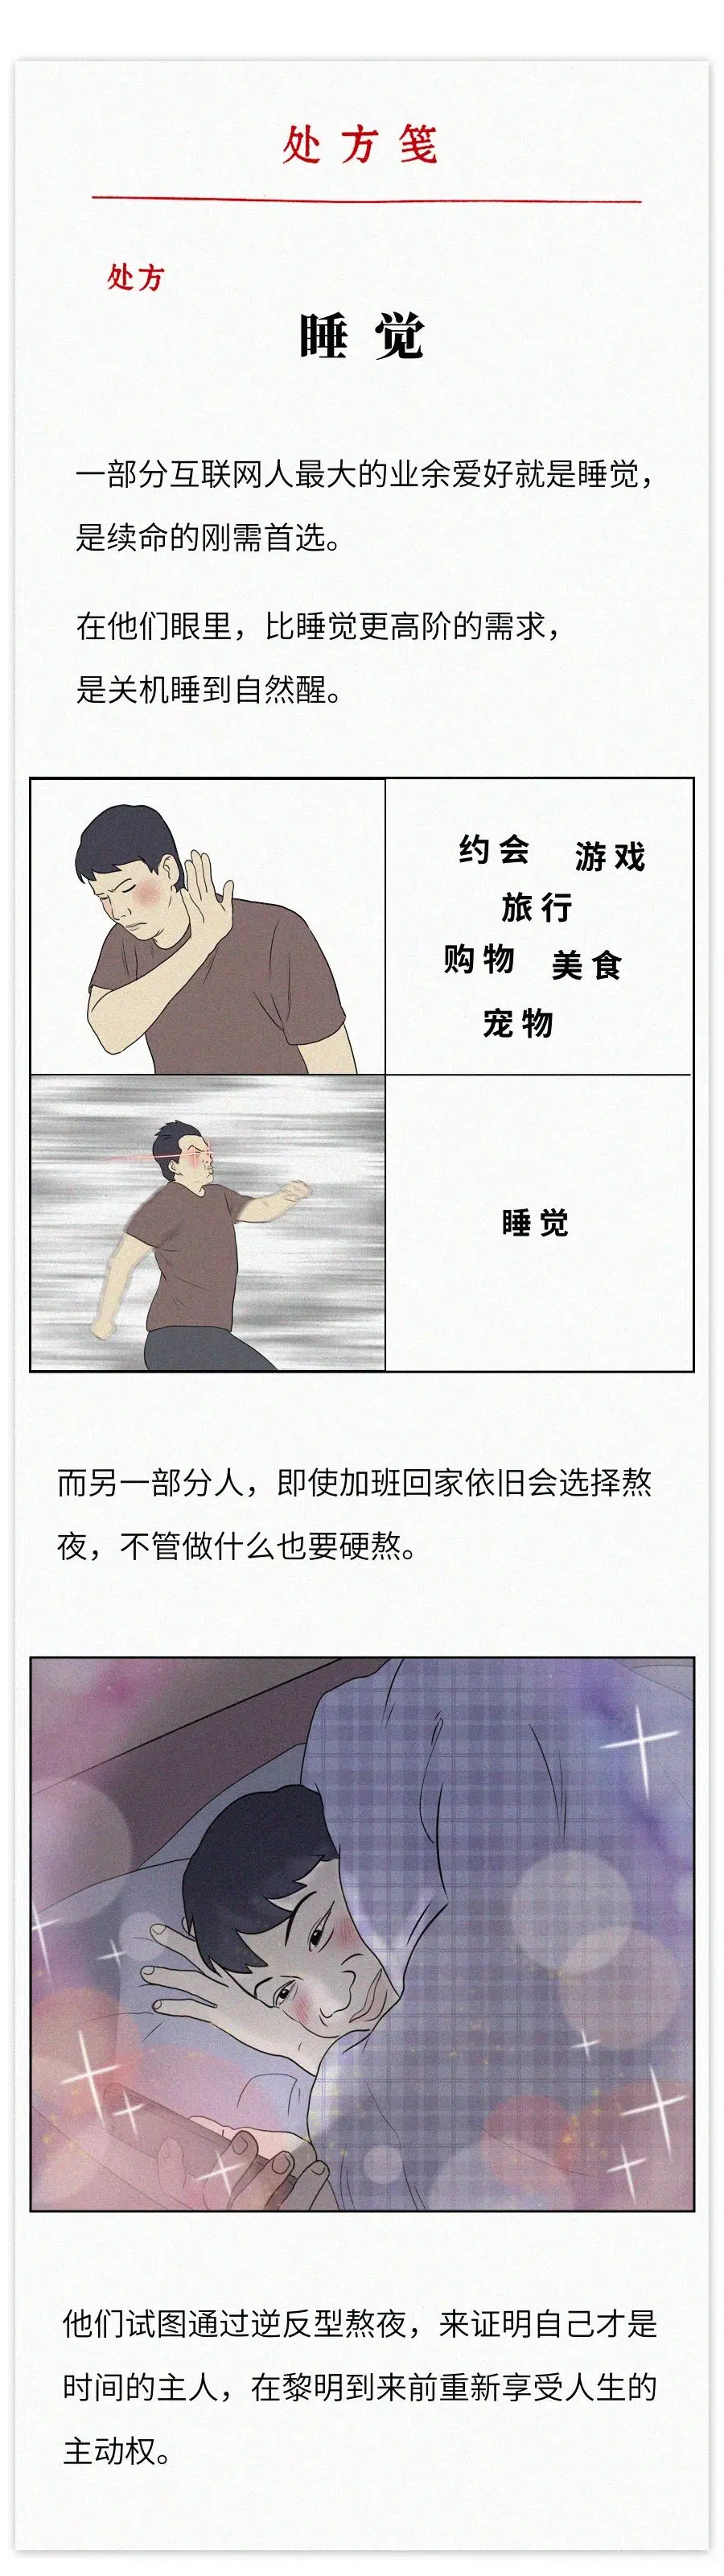 处方笺
处方
睡觉
一部分互联网人最大的业余爱好就是睡觉，
是续命的刚需首选。
在他们眼里，比睡觉更高阶的需求，
是关机睡到自然醒。
约会 游戏
旅行
购物 美食
宠物
睡觉
而另一部分人，即使加班回家依旧会选择熬
夜，不管做什么也要硬熬。
他们试图通过逆反型熬夜，来证明自己才是
时间的主人，在黎明到来前重新享受人生的
主动权。